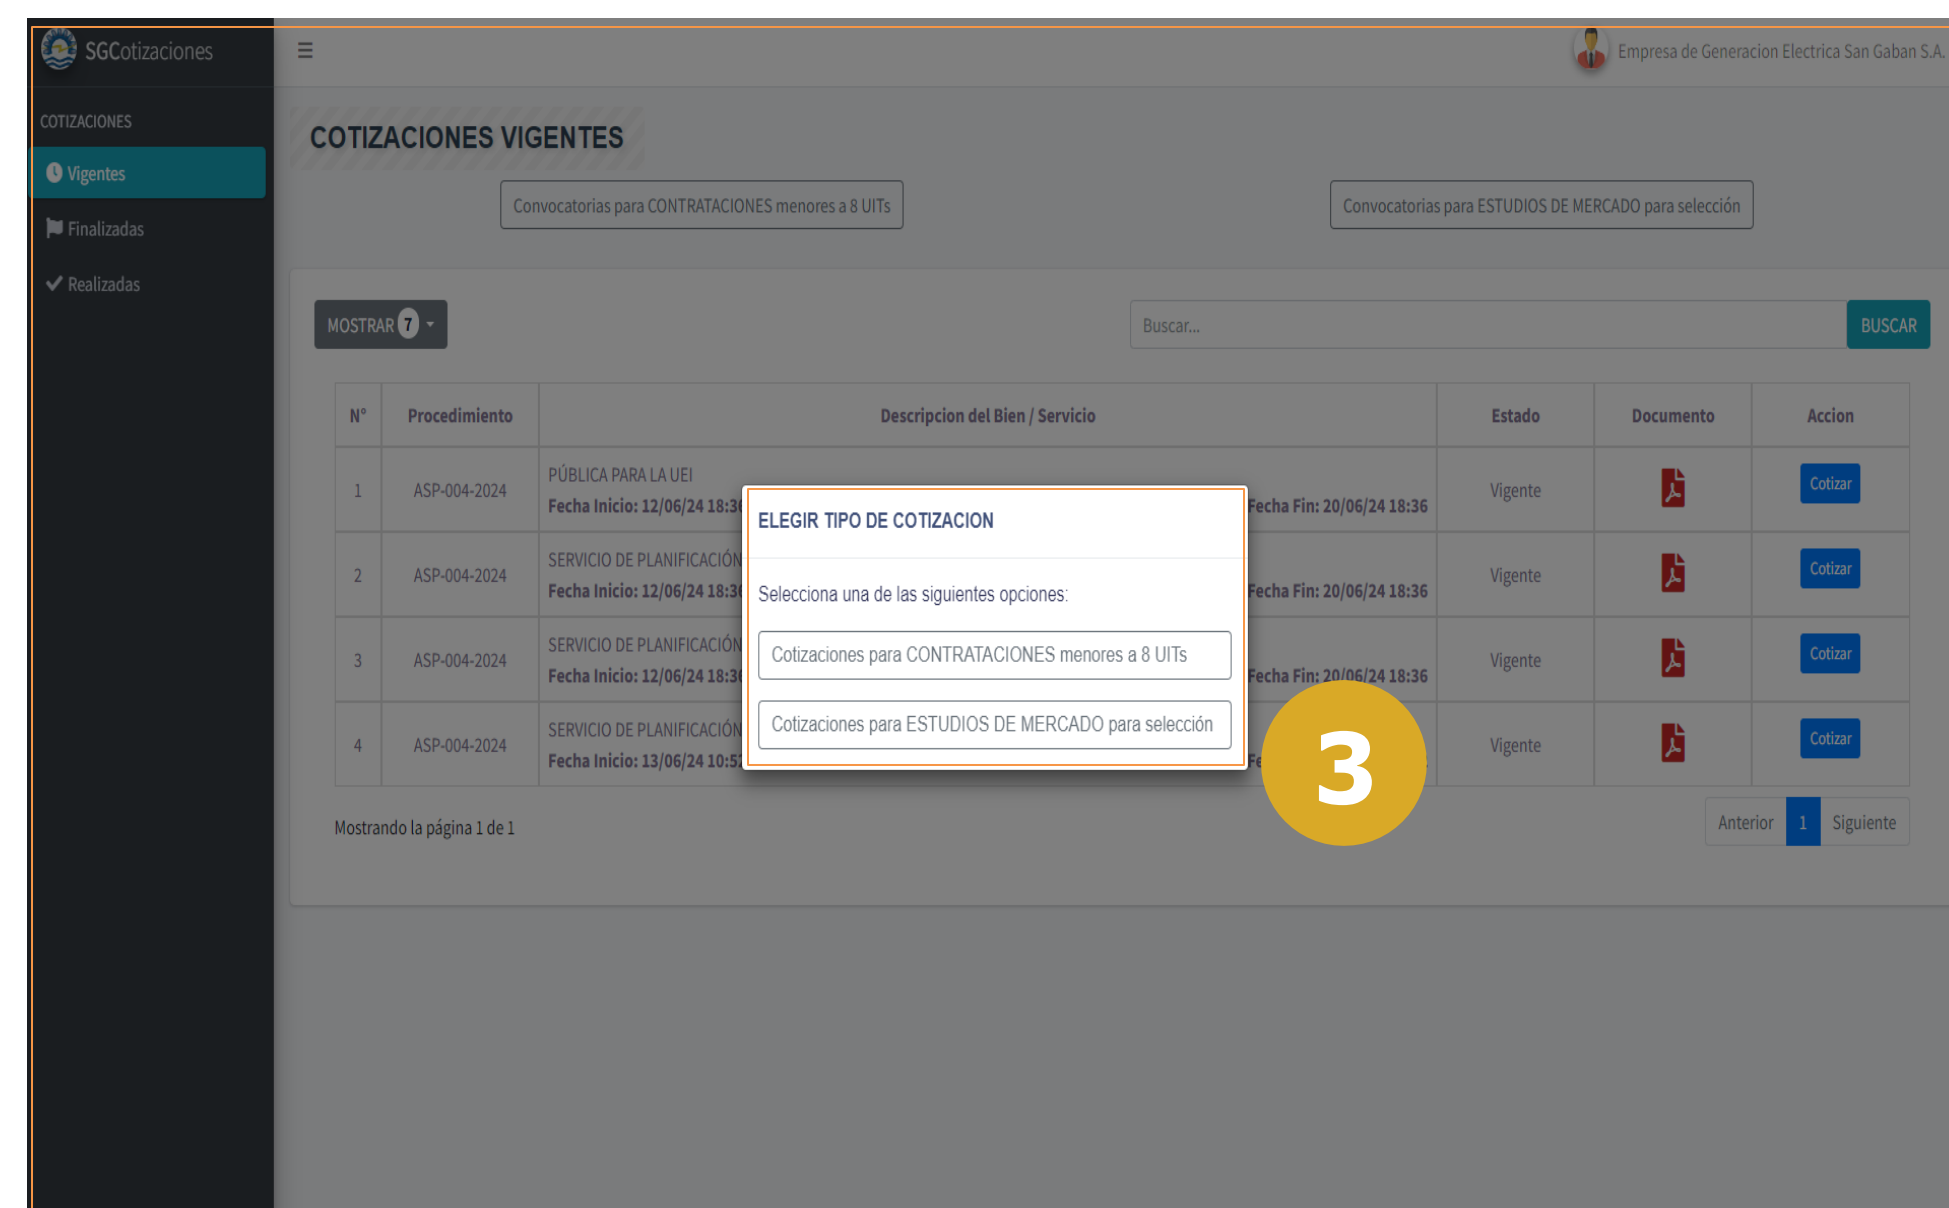 SGCotizaciones
Empresa de Generacion Electrica San Gaban S.A.
COTIZACIONES
Vigentes
Finalizadas
Realizadas
COTIZACIONES VIGENTES
Convocatorias para CONTRATACIONES menores a 8 UITs
Convocatorias para ESTUDIOS DE MERCADO para selección
MOSTRAR 7
Buscar...
BUSCAR
N° Procedimiento Descripcion del Bien / Servicio Estado Documento Accion
1 ASP-004-2024 PÚBLICA PARA LA UEI Vigente Cotizar
Fecha Inicio: 12/06/24 18:36 Fecha Fin: 20/06/24 18:36
2 ASP-004-2024 SERVICIO DE PLANIFICACIÓN Vigente Cotizar
Fecha Inicio: 12/06/24 18:36 Fecha Fin: 20/06/24 18:36
3 ASP-004-2024 SERVICIO DE PLANIFICACIÓN Vigente Cotizar
Fecha Inicio: 12/06/24 18:36 Fecha Fin: 20/06/24 18:36
4 ASP-004-2024 SERVICIO DE PLANIFICACIÓN Vigente Cotizar
Fecha Inicio: 13/06/24 10:52
ELEGIR TIPO DE COTIZACION
Selecciona una de las siguientes opciones:
Cotizaciones para CONTRATACIONES menores a 8 UITs
Cotizaciones para ESTUDIOS DE MERCADO para selección
3
Mostrando la página 1 de 1
Anterior 1 Siguiente